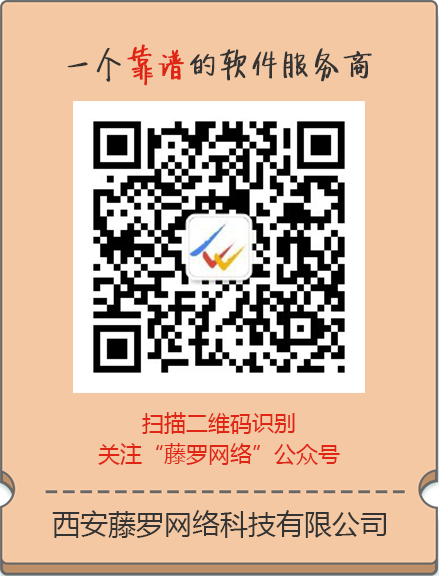 一个靠谱的软件服务商
扫描二维码识别
关注“藤罗网络”公众号
西安藤罗网络科技有限公司